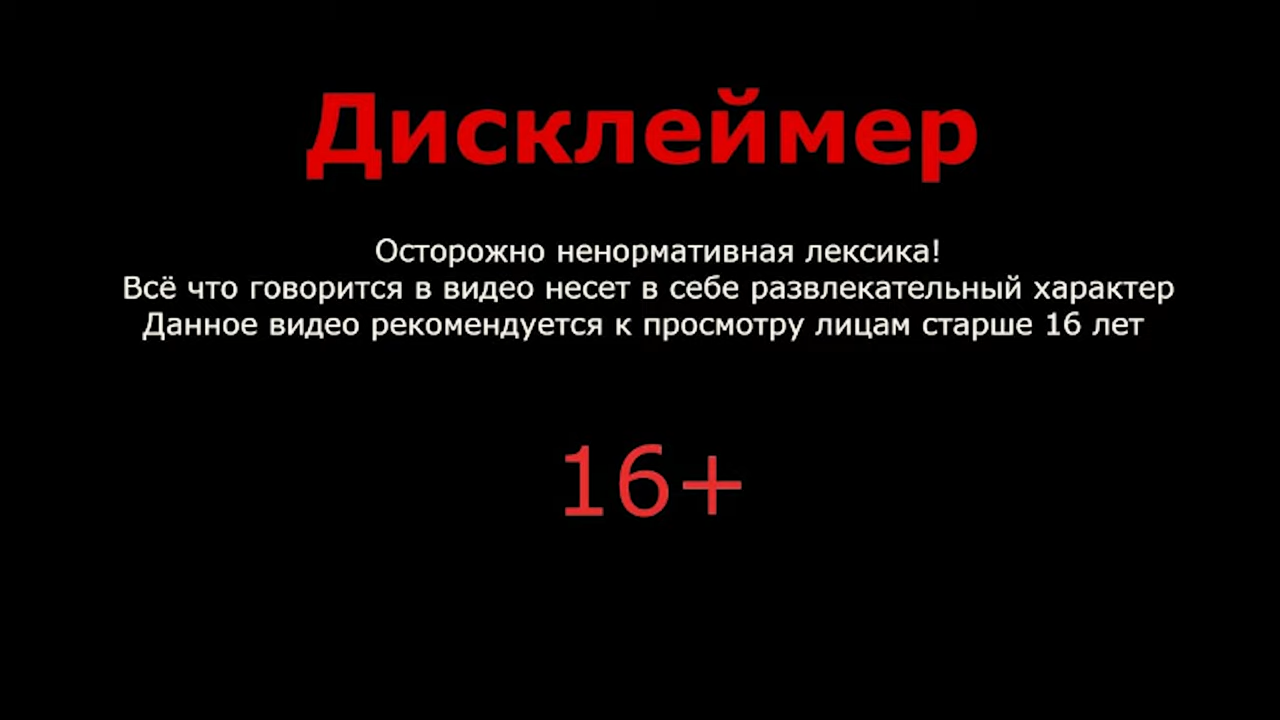 Дисклеймер
Осторожно ненормативная лексика!
Всё что говорится в видео несет в себе развлекательный характер
Данное видео рекомендуется к просмотру лицам старше 16 лет
16+